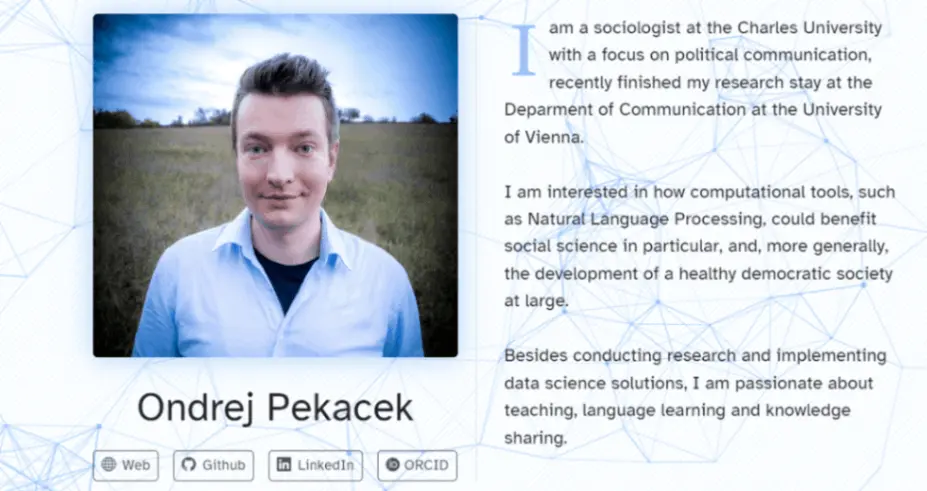 I am a sociologist at the Charles University
with a focus on political communication,
recently finished my research stay at the
Deparment of Communication at the University
of Vienna.
I am interested in how computational tools, such
as Natural Language Processing, could benefit
social science in particular, and, more generally,
the development of a healthy democratic society
at large.
Besides conducting research and implementing
data science solutions, I am passionate about
teaching, language learning and knowledge
sharing.
Ondrej Pekacek
Web Github LinkedIn ORCID